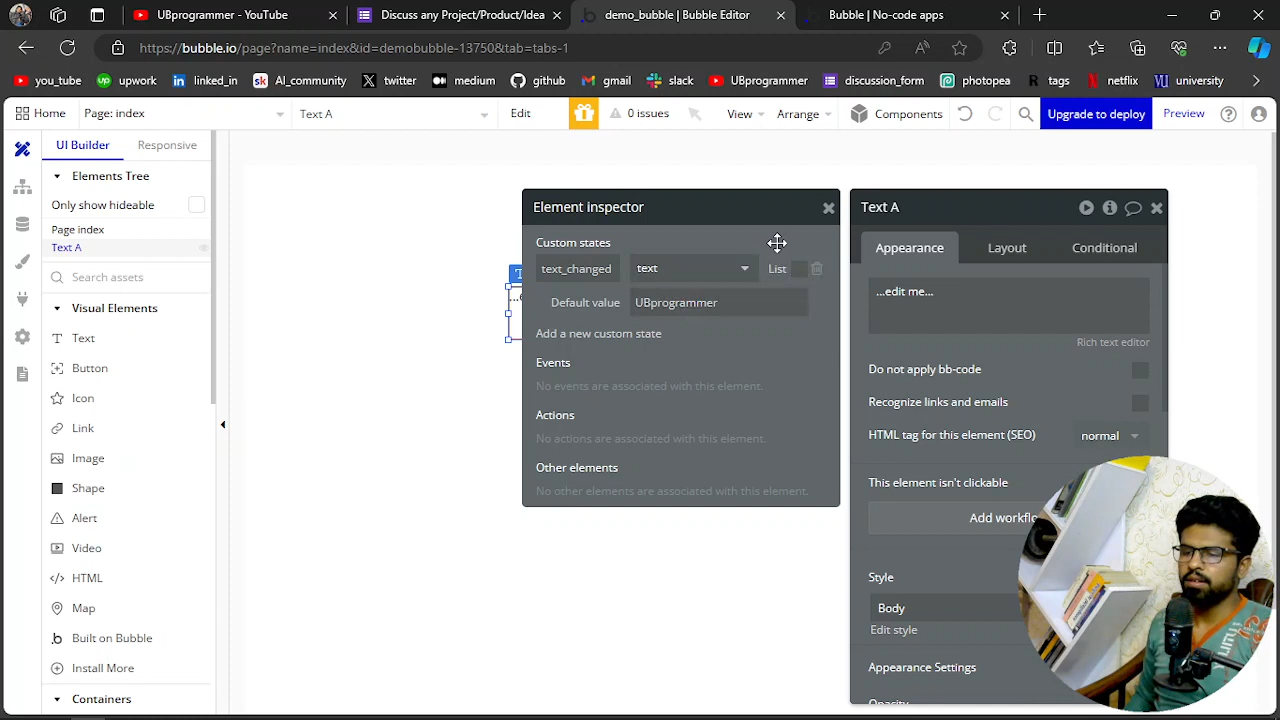 UBprogrammer - YouTube
Discuss any Poject/Product/Idea
demo_bubble | Bubble Editor
Bubble | No-code apps
https://bubble.io/page?name=index&id=demobubble-13750&tab=tab-1
you_tube
upwork
linked_in
AI_community
twitter
medium
github
gmail
slack
UBprogrammer
discussion_form
photopea
tags
netflix
university
Home
Page: index
Text A
Edit
0 issues
View
Arrange
Components
Upgrade to deploy
Preview
UI Builder
Responsive
Elements Tree
Only show hideable
Page index
Text A
Search assets
Visual Elements
Text
Button
Icon
Link
Image
Shape
Alert
Video
HTML
Map
Built on Bubble
Install More
Containers
Element inspector
Custom states
text_changed
text
List
Default value
UBprogrammer
Add a new custom state
Events
No events are associated with this element.
Actions
No actions are associated with this element.
Other elements
No other elements are associated with this element.
Text A
Appearance
Layout
Conditional
...edit me...
Rich text editor
Do not apply bb-code
Recognize links and emails
HTML tag for this element (SEO)
normal
This element isn't clickable
Add workflo
Style
Body
Edit style
Appearance Settings